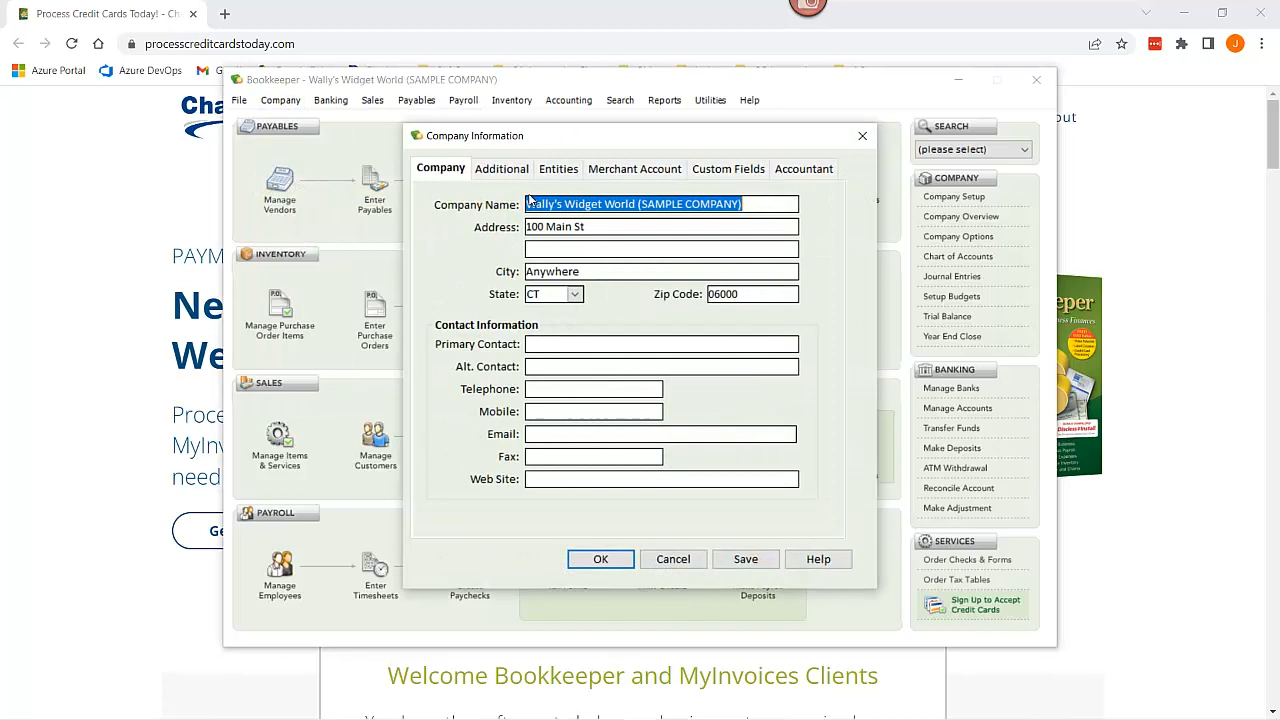 Process Credit Cards Today! - Ch
processcreditcardstoday.com
Azure Portal
Azure DevOps
J
Cha
out
PAYM
Ne
We
Proce
MyInv
need
Ge
eper
Bookkeeper - Wally's Widget World (SAMPLE COMPANY)
File Company Banking Sales Payables Payroll Inventory Accounting Search Reports Utilities Help
PAYABLES
Manage
Vendors
Enter
Payables
INVENTORY
Manage Purchase
Order Items
Enter
Purchase
Orders
SALES
Manage Items
& Services
Manage
Customers
PAYROLL
Manage
Employees
Enter
Timesheets
Paychecks
Deposits
Company Information
Company Additional Entities Merchant Account Custom Fields Accountant
Company Name: Wally's Widget World (SAMPLE COMPANY)
Address: 100 Main St
City: Anywhere
State: CT Zip Code: 06000
Contact Information
Primary Contact:
Alt. Contact:
Telephone:
Mobile:
Email:
Fax:
Web Site:
OK Cancel Save Help
SEARCH
(please select)
COMPANY
Company Setup
Company Overview
Company Options
Chart of Accounts
Journal Entries
Setup Budgets
Trial Balance
Year End Close
BANKING
Manage Banks
Manage Accounts
Transfer Funds
Make Deposits
ATM Withdrawal
Reconcile Account
Make Adjustment
SERVICES
Order Checks & Forms
Order Tax Tables
Sign Up to Accept
Credit Cards
Welcome Bookkeeper and MyInvoices Clients